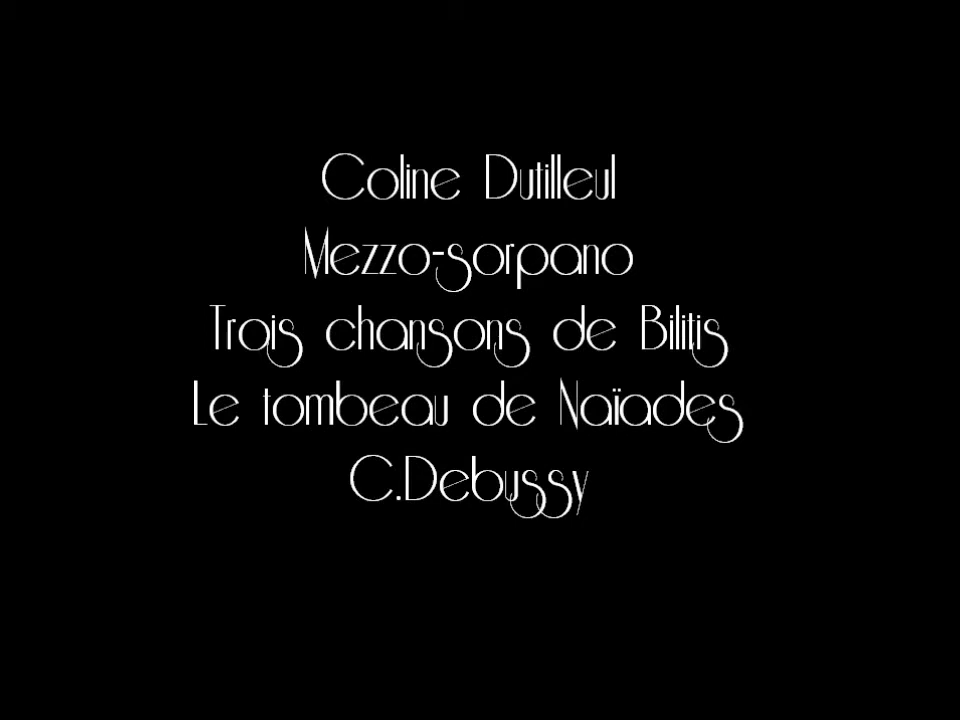 Coline Dutilleul
Mezzo-sorpano
Trois chansons de Bilitis
Le tombeau de Naïades
C.Debussy